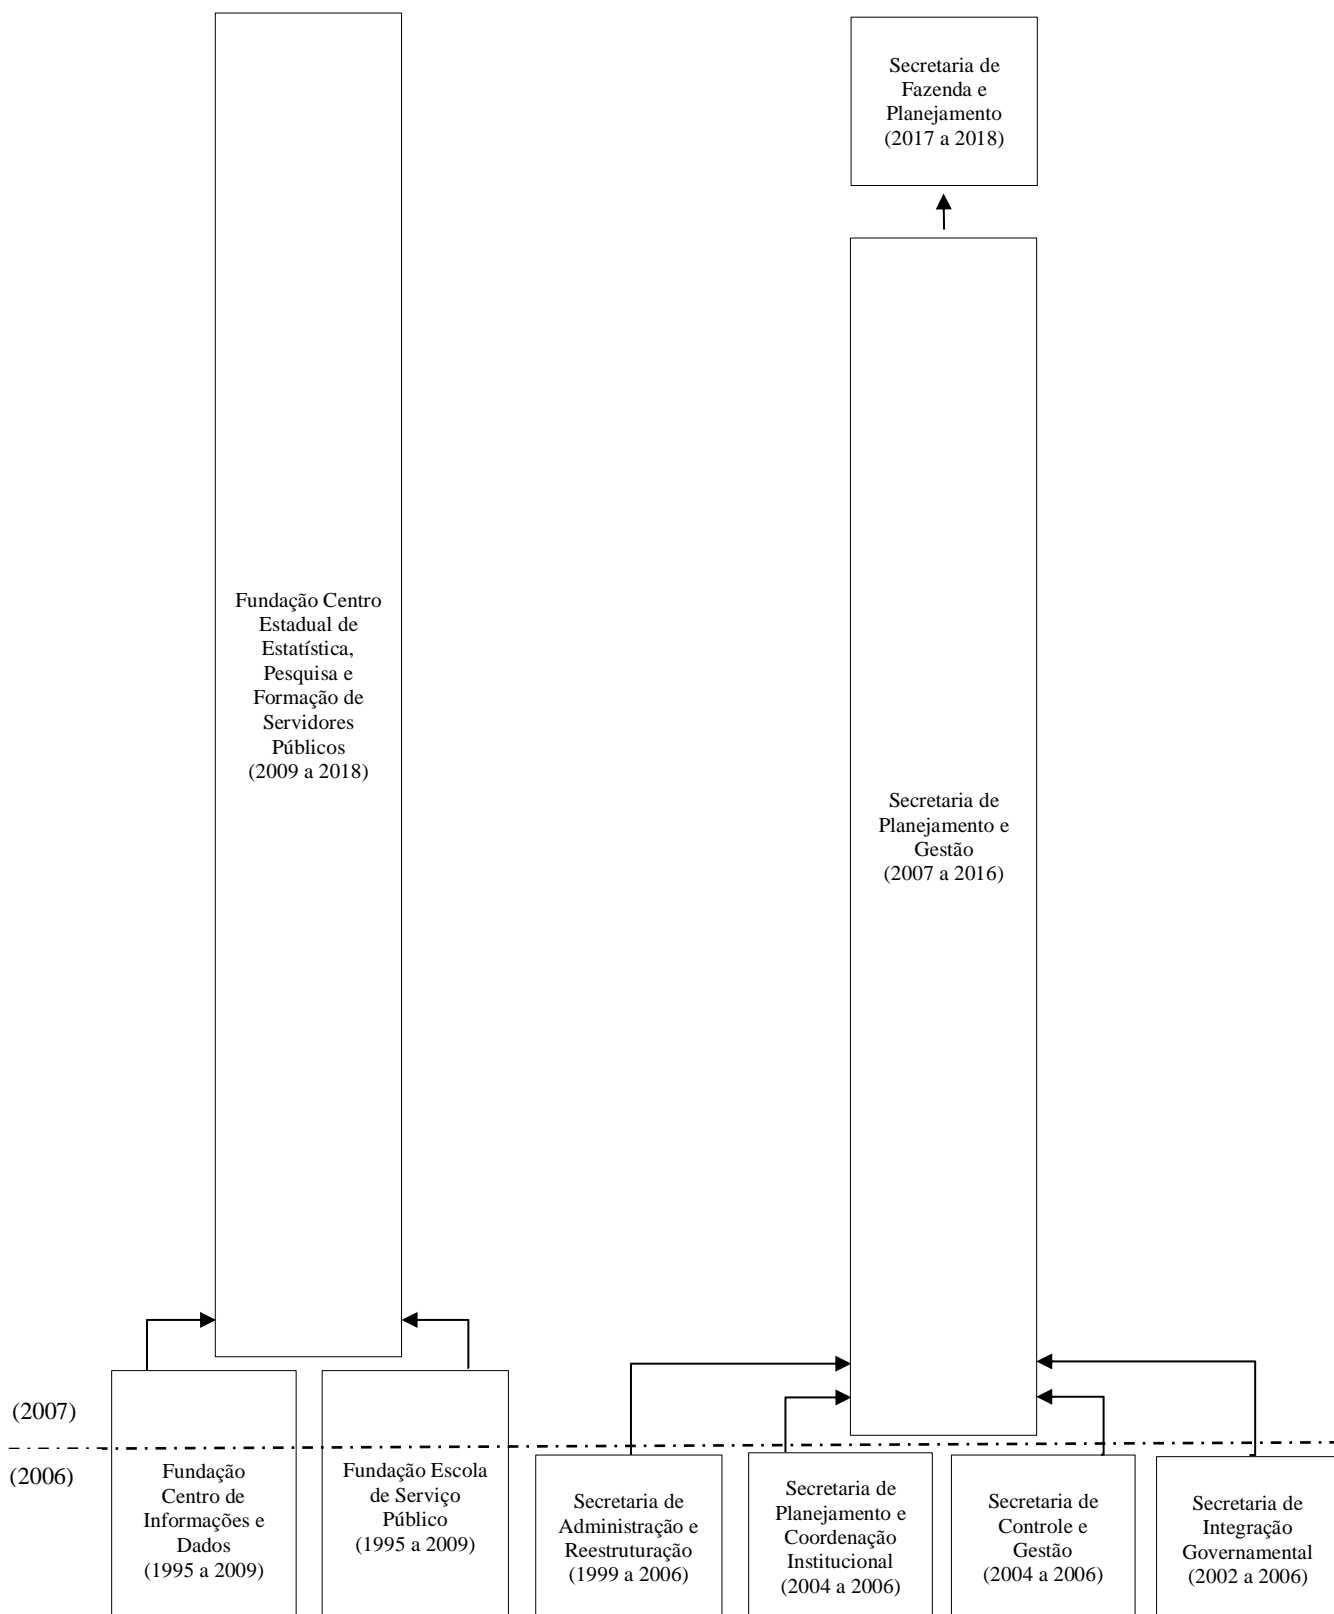 Secretaria de
Fazenda e
Planejamento
(2017 a 2018)
Fundação Centro
Estadual de
Estatística,
Pesquisa e
Formação de
Servidores
Públicos
(2009 a 2018)
Secretaria de
Planejamento e
Gestão
(2007 a 2016)
(2007)
(2006)
Fundação
Centro de
Informações e
Dados
(1995 a 2009)
Fundação Escola
de Serviço
Público
(1995 a 2009)
Secretaria de
Administração e
Reestruturação
(1999 a 2006)
Secretaria de
Planejamento e
Coordenação
Institucional
(2004 a 2006)
Secretaria de
Controle e
Gestão
(2004 a 2006)
Secretaria de
Integração
Governamental
(2002 a 2006)